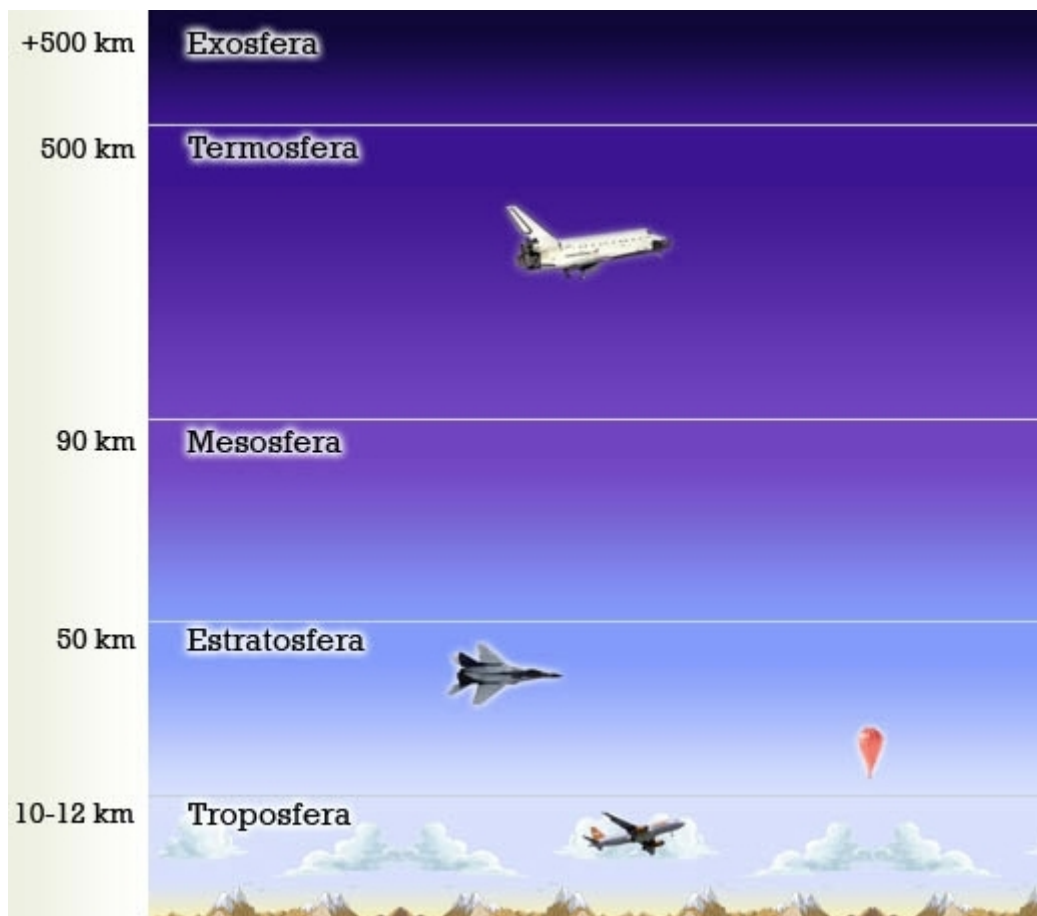 +500 km Exosfera
500 km Termosfera
90 km Mesosfera
50 km Estratosfera
10-12 km Troposfera